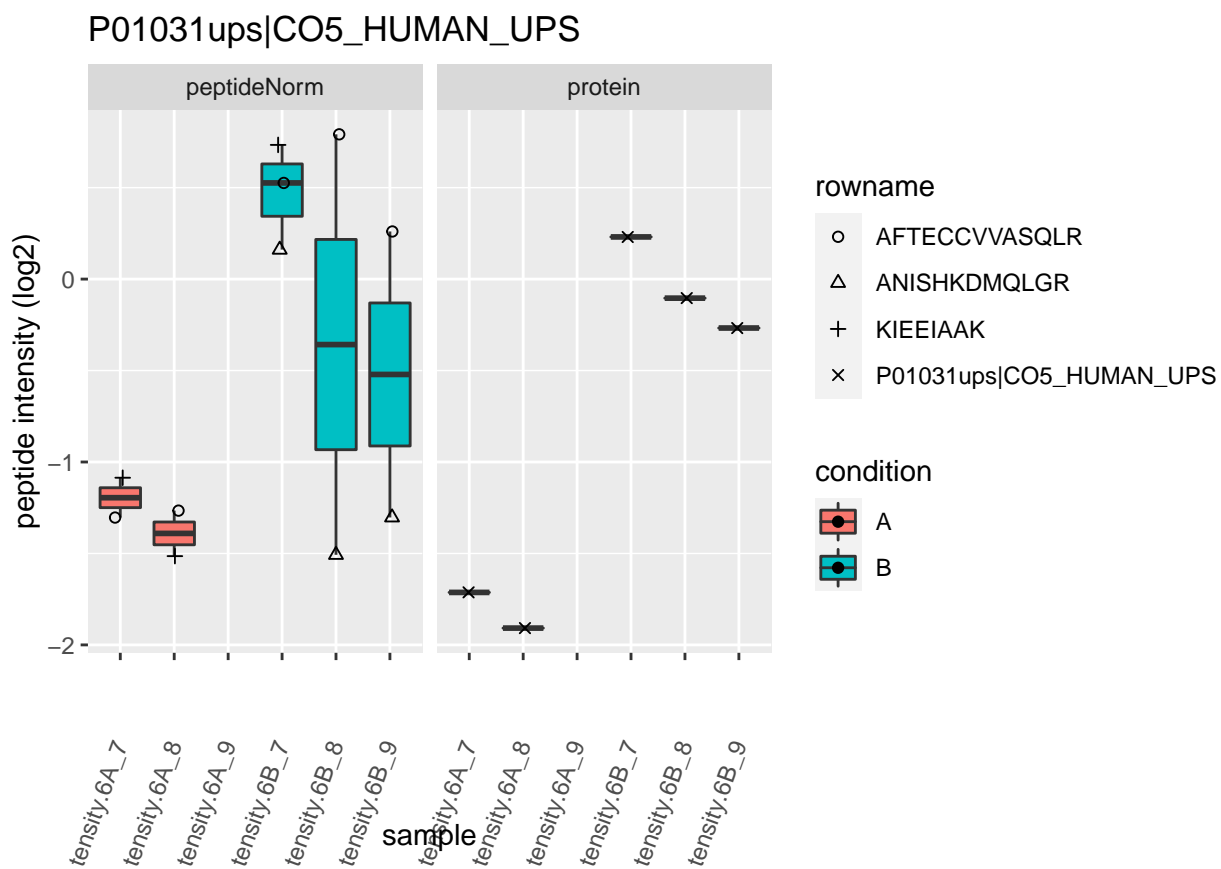 P01031ups|CO5_HUMAN_UPS
peptideNorm
protein
peptide intensity (log2)
0
−1
−2
tensity.6A_7
tensity.6A_8
tensity.6A_9
tensity.6B_7
tensity.6B_8
tensity.6B_9
tensity.6A_7
tensity.6A_8
tensity.6A_9
tensity.6B_7
tensity.6B_8
tensity.6B_9
sample
rowname
AFTECCVVASQLR
ANISHKDMQLGR
KIEEIAAK
P01031ups|CO5_HUMAN_UPS
condition
A
B